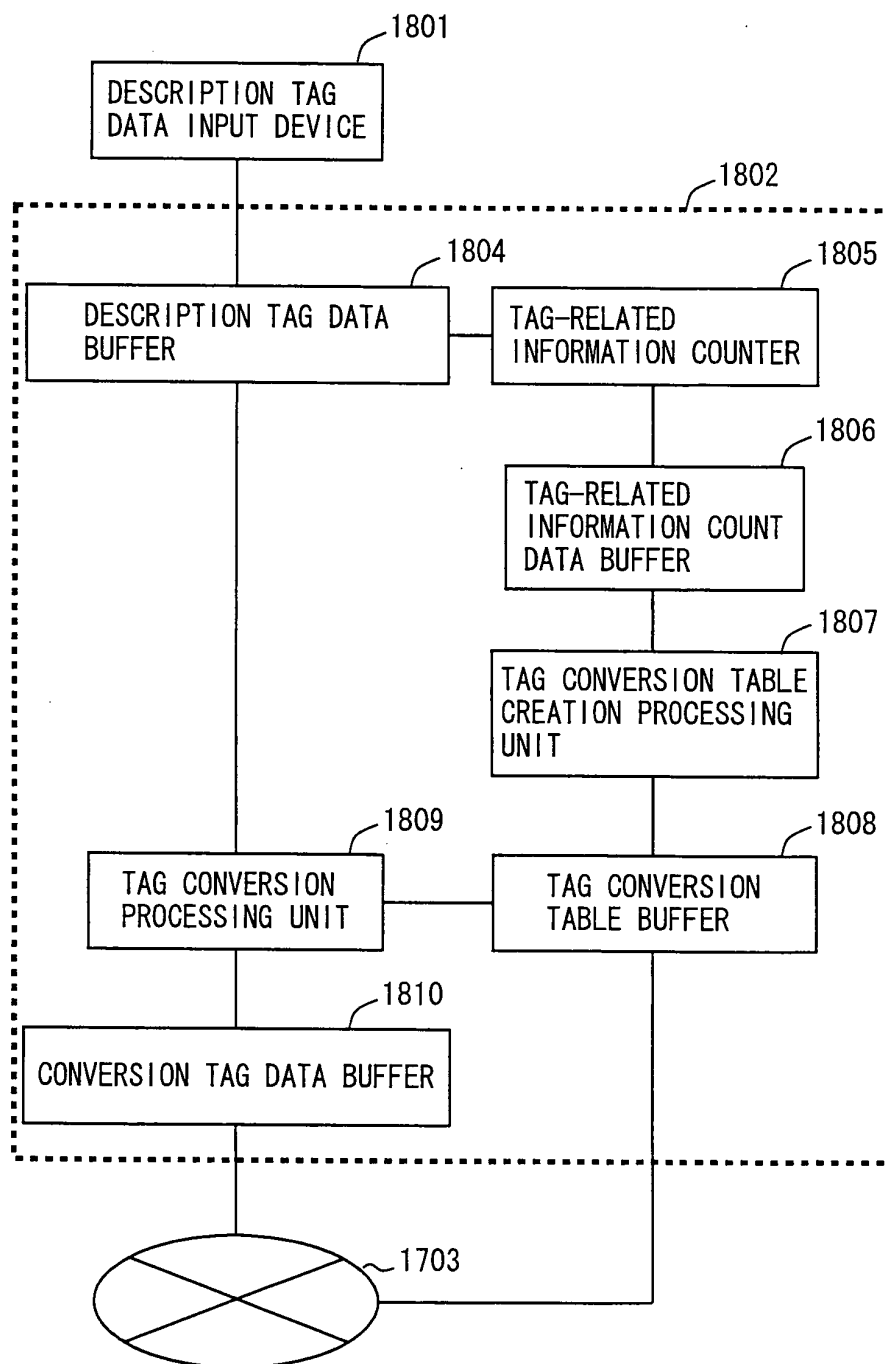 1801
DESCRIPTION TAG
DATA INPUT DEVICE
1802
1804
DESCRIPTION TAG DATA
BUFFER
1805
TAG-RELATED
INFORMATION COUNTER
1806
TAG-RELATED
INFORMATION COUNT
DATA BUFFER
1807
TAG CONVERSION TABLE
CREATION PROCESSING
UNIT
1809
TAG CONVERSION
PROCESSING UNIT
1808
TAG CONVERSION
TABLE BUFFER
1810
CONVERSION TAG DATA BUFFER
1703